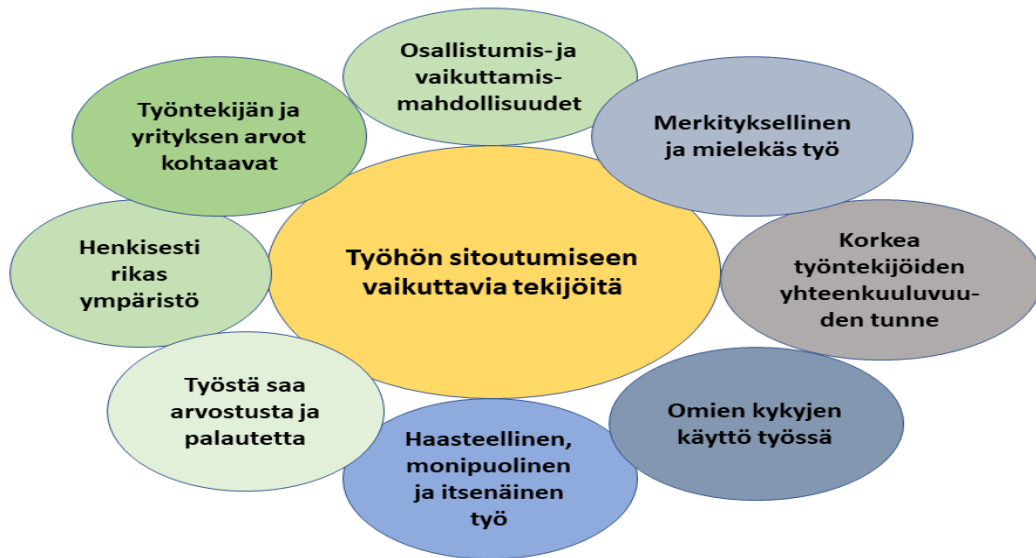 Osallistumis- ja
vaikuttamis-
mahdollisuudet
Työntekijän ja
yrityksen arvot
kohtaavat
Merkityksellinen
ja mielekäs työ
Henkisesti
rikas
ympäristö
Työhön sitoutumiseen
vaikuttavia tekijöitä
Korkea
työntekijöiden
yhteenkuuluvuu-
den tunne
Työstä saa
arvostusta ja
palautetta
Omien kykyjen
käyttö työssä
Haasteellinen,
monipuolinen
ja itsenäinen
työ